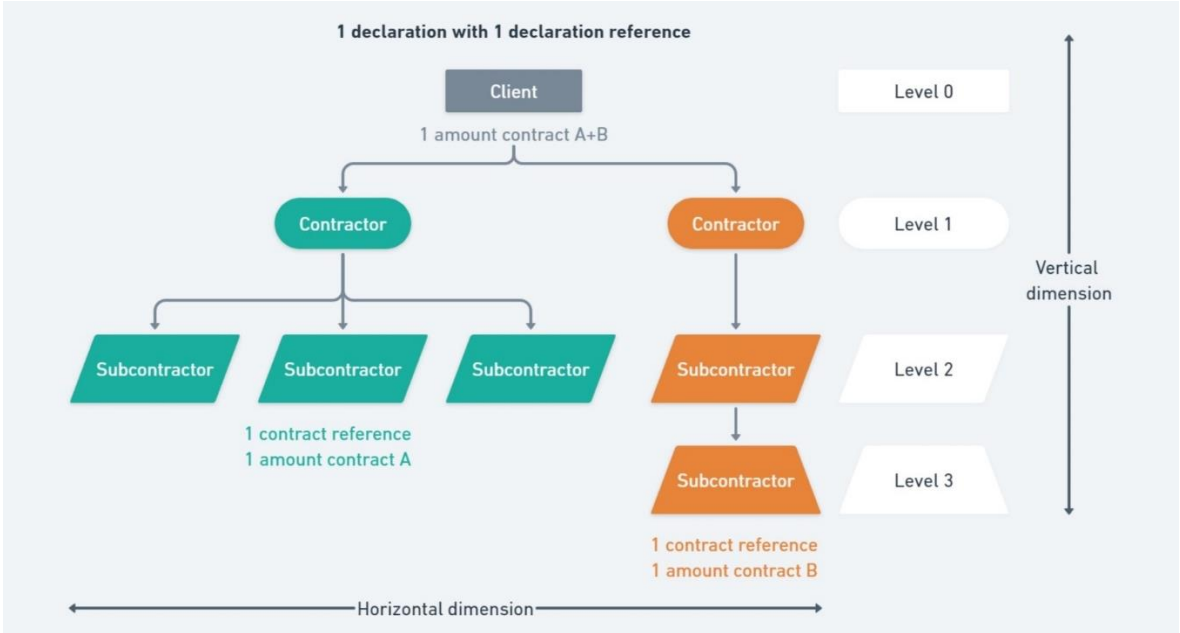 1 declaration with 1 declaration reference
Client
Level 0
1 amount contract A+B
Contractor
Contractor
Level 1
Vertical
dimension
Subcontractor
Subcontractor
Subcontractor
Subcontractor
Level 2
1 contract reference
1 amount contract A
Subcontractor
Level 3
1 contract reference
1 amount contract B
Horizontal dimension